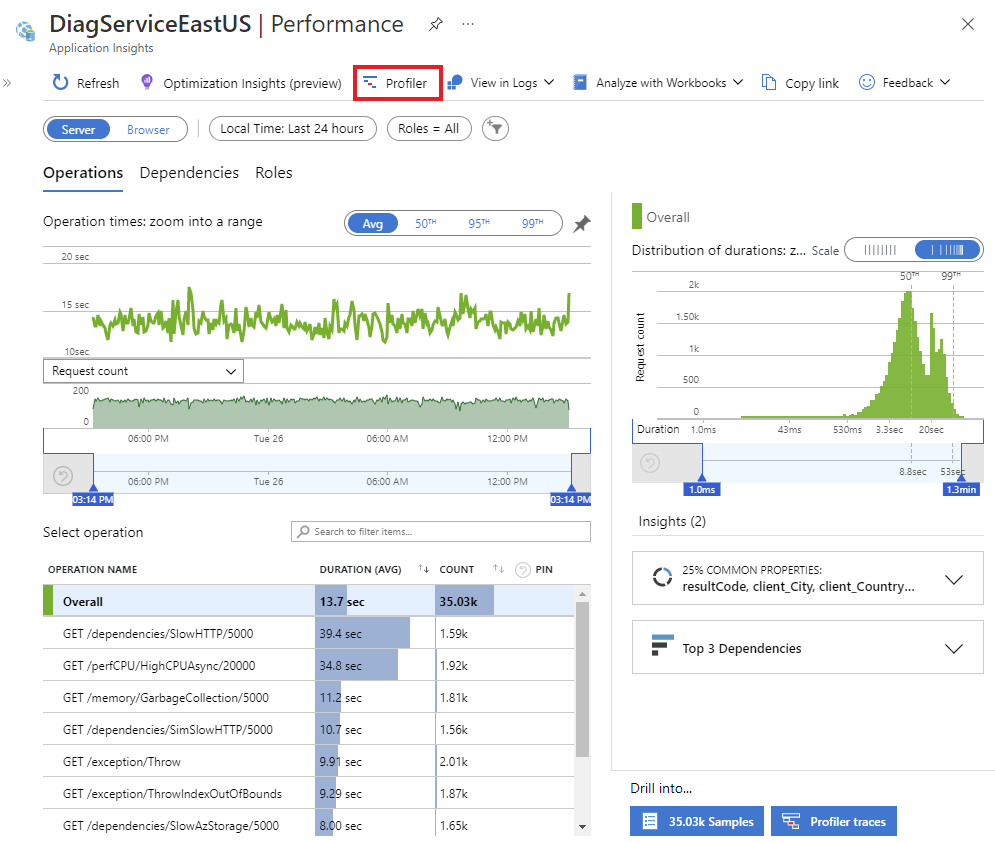 DiagServiceEastUS | Performance
Application Insights
Refresh Optimization Insights (preview) Profiler View in Logs Analyze with Workbooks Copy link Feedback
Server Browser Local Time: Last 24 hours Roles = All
Operations Dependencies Roles
Operation times: zoom into a range Avg 50TH 95TH 99TH
20 sec
15 sec
10sec
Request count
200
0
06:00 PM Tue 26 06:00 AM 12:00 PM
06:00 PM Tue 26 06:00 AM 12:00 PM
03:14 PM 03:14 PM
Select operation Search to filter items...
OPERATION NAME DURATION (AVG) COUNT PIN
Overall 13.7 sec 35.03k
GET /dependencies/SlowHTTP/5000 39.4 sec 1.59k
GET /perfCPU/HighCPUAsync/20000 34.8 sec 1.92k
GET /memory/GarbageCollection/5000 11.2 sec 1.81k
GET /dependencies/SimSlowHTTP/5000 10.7 sec 1.56k
GET /exception/Throw 9.91 sec 2.01k
GET /exception/ThrowIndexOutOfBounds 9.29 sec 1.87k
GET /dependencies/SlowAzStorage/5000 8.00 sec 1.65k
Overall
Distribution of durations: z... Scale
50TH 99TH
Request count
2k
1.50k
1k
500
0
Duration 1.0ms 43ms 530ms 3.3sec 20sec
8.8sec 53sec
1.0ms 1.3min
Insights (2)
25% COMMON PROPERTIES:
resultCode, client_City, client_Country...
Top 3 Dependencies
Drill into...
35.03k Samples Profiler traces